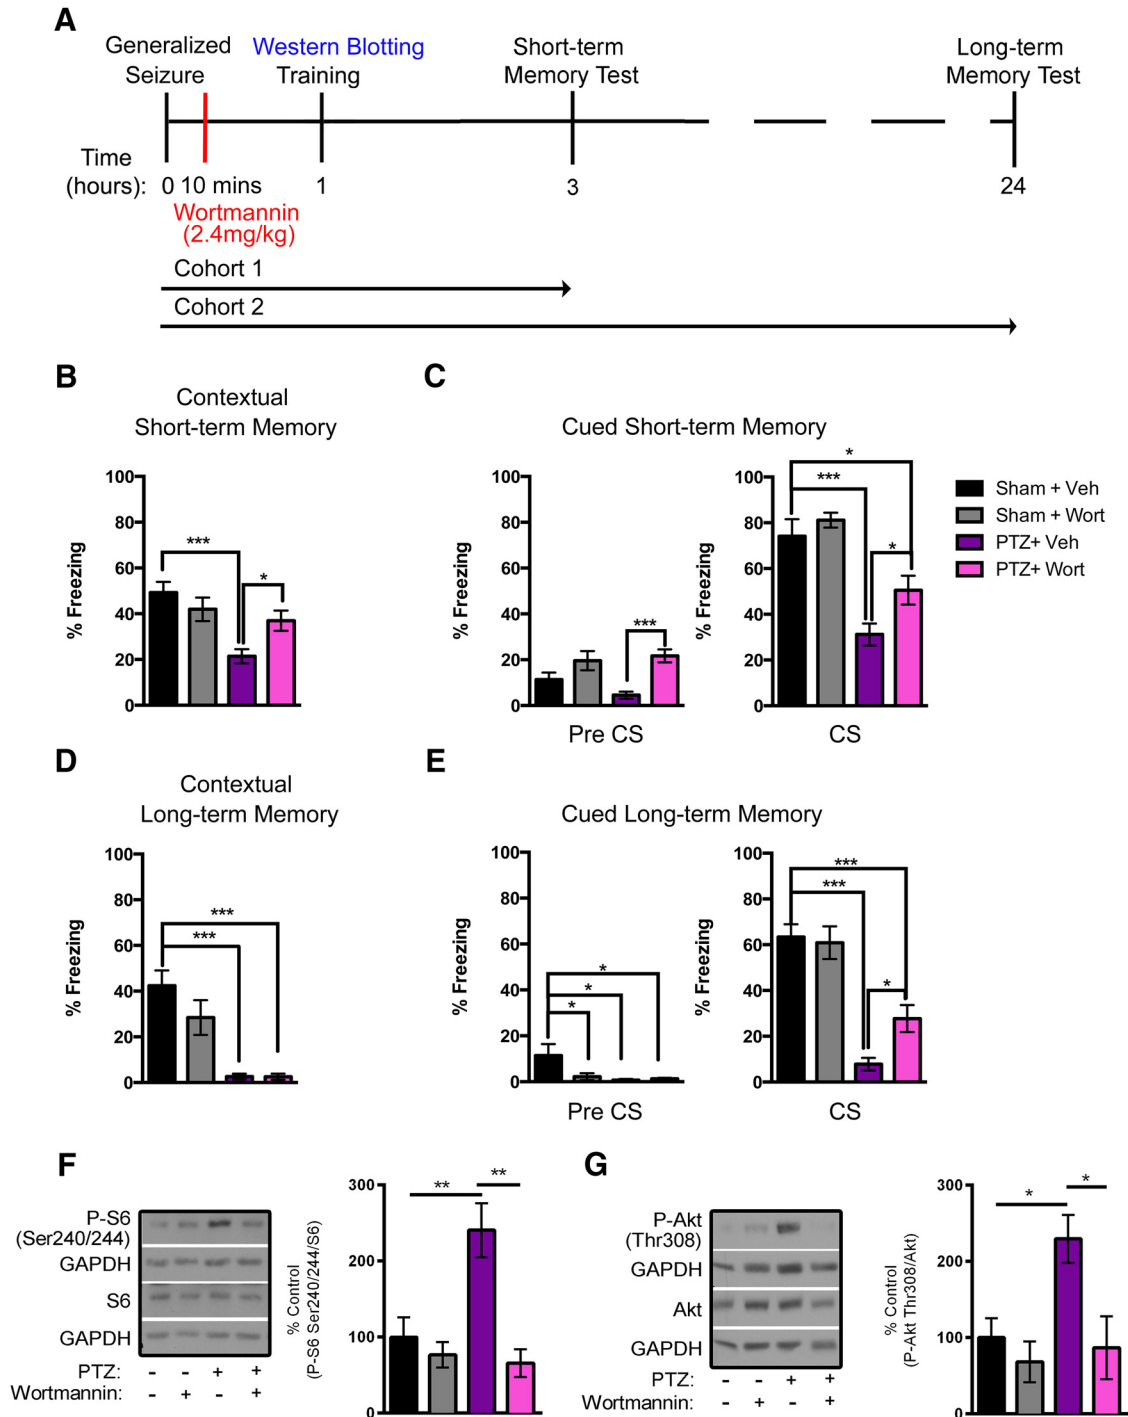 A
Generalized
Seizure
Western Blotting
Training
Short-term
Memory Test
Long-term
Memory Test
Time
(hours):
0 10 mins 1 3 24
Wortmannin
(2.4mg/kg)
Cohort 1
Cohort 2
B
Contextual
Short-term Memory
% Freezing
100
80
60
40
20
0
***
*
C
Cued Short-term Memory
% Freezing
100
80
60
40
20
0
***
Pre CS
% Freezing
100
80
60
40
20
0
*
***
*
CS
Sham + Veh
Sham + Wort
PTZ+ Veh
PTZ+ Wort
D
Contextual
Long-term Memory
% Freezing
100
80
60
40
20
0
***
***
E
Cued Long-term Memory
% Freezing
100
80
60
40
20
0
*
*
*
Pre CS
% Freezing
100
80
60
40
20
0
***
***
*
CS
F
P-S6
(Ser240/244)
GAPDH
S6
GAPDH
PTZ: - - + +
Wortmannin: - + - +
% Control
(P-S6 Ser240/244/S6)
300
200
100
0
**
**
G
P-Akt
(Thr308)
GAPDH
Akt
GAPDH
PTZ: - - + +
Wortmannin: - + - +
% Control
(P-Akt Thr308/Akt)
300
200
100
0
*
*